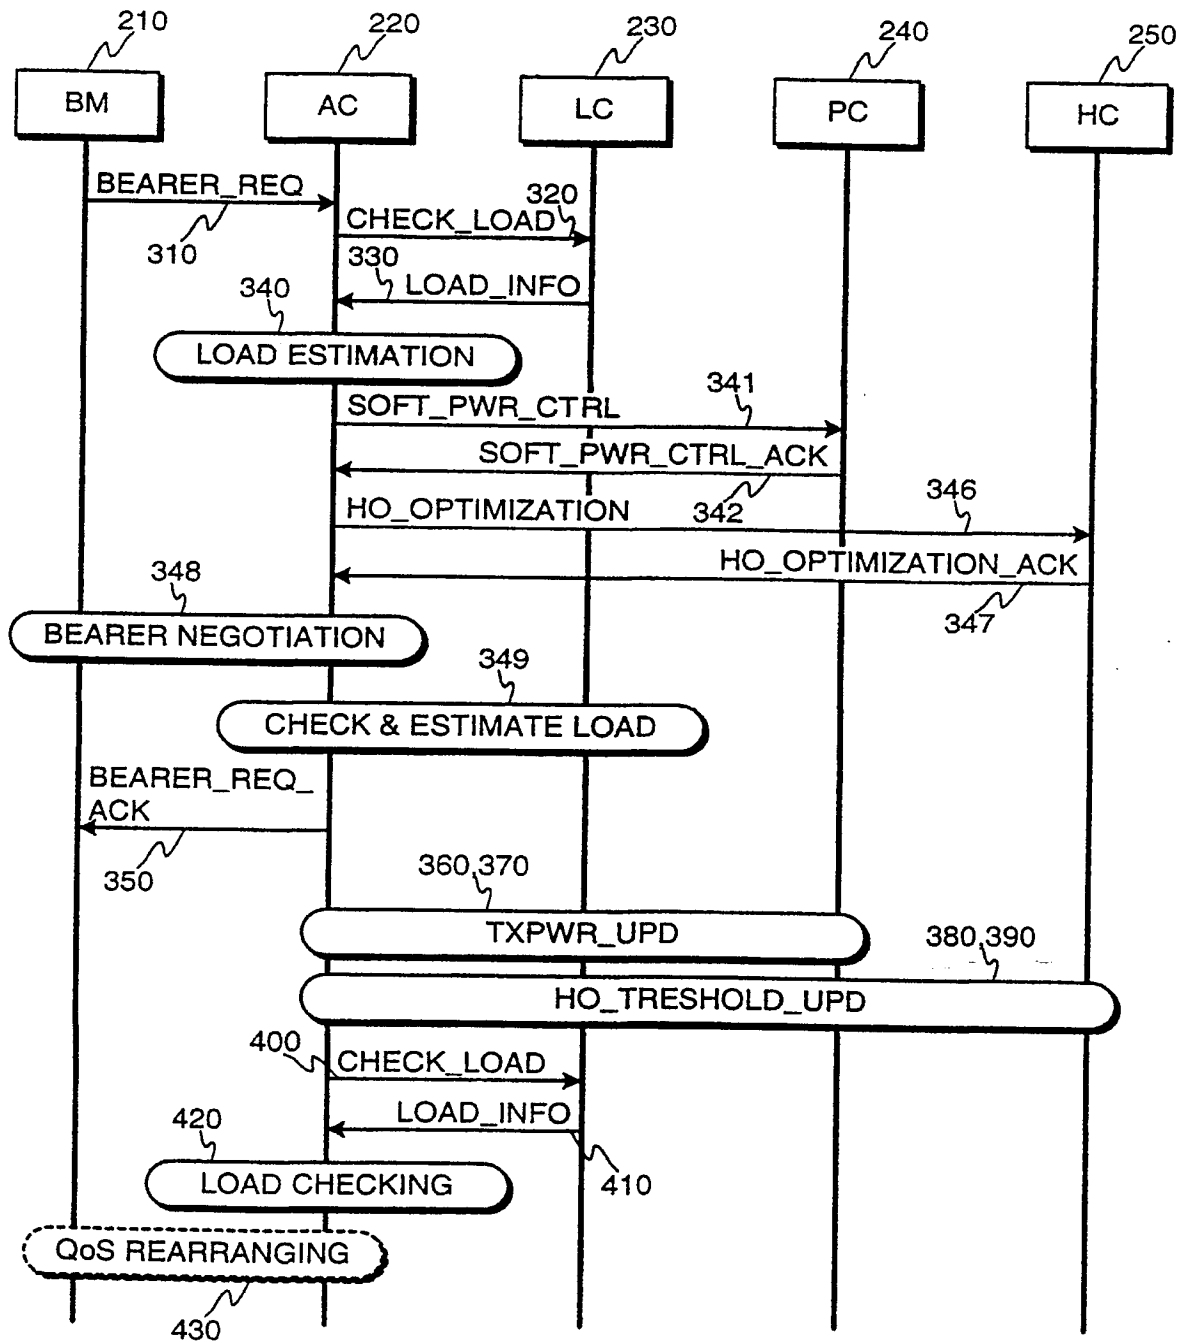 210
220
230
240
250
BM
AC
LC
PC
HC
BEARER_REQ
310
CHECK_LOAD
320
330
LOAD_INFO
340
LOAD ESTIMATION
SOFT_PWR_CTRL
341
SOFT_PWR_CTRL_ACK
342
HO_OPTIMIZATION
346
HO_OPTIMIZATION_ACK
347
348
BEARER NEGOTIATION
349
CHECK & ESTIMATE LOAD
BEARER_REQ_
ACK
350
360,370
TXPWR_UPD
380,390
HO_TRESHOLD_UPD
400
CHECK_LOAD
LOAD_INFO
410
420
LOAD CHECKING
QoS REARRANGING
430